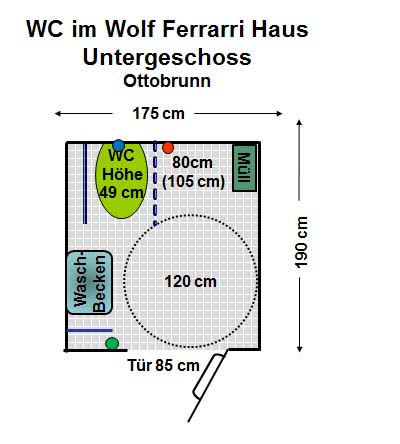 WC im Wolf Ferrarri Haus
Untergeschoss
Ottobrunn
175 cm
WC
Höhe
49 cm
80cm
(105 cm)
Müll
190 cm
Wasch-
Becken
120 cm
Tür 85 cm